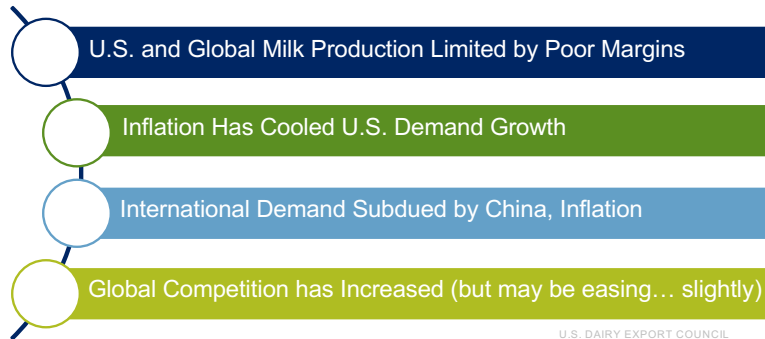 U.S. and Global Milk Production Limited by Poor Margins
Inflation Has Cooled U.S. Demand Growth
International Demand Subdued by China, Inflation
Global Competition has Increased (but may be easing… slightly)
U.S. DAIRY EXPORT COUNCIL